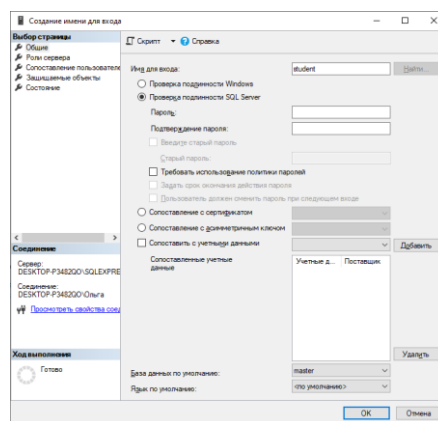 Создание имени для входа
Выбор страницы
Общие
Роли сервера
Сопоставление пользователе
Защищаемые объекты
Состояние
Скрипт
Справка
Имя для входа:
student
Найти...
Проверка подлинности Windows
Проверка подлинности SQL Server
Пароль:
Подтверждение пароля:
Введите старый пароль
Старый пароль:
Требовать использование политики паролей
Задать срок окончания действия пароля
Пользователь должен сменить пароль при следующем входе
Сопоставление с сертификатом
Сопоставление с асимметричным ключом
Сопоставить с учетными данными
Добавить
Сопоставленные учетные
данные
Учетные д...
Поставщик
Соединение
Сервер:
DESKTOP-P3482QO\SQLEXPRE
Соединение:
DESKTOP-P3482QO\Ольга
Просмотреть свойства соед
Ход выполнения
Готово
Удалить
База данных по умолчанию:
master
Язык по умолчанию:
<по умолчанию>
OK
Отмена